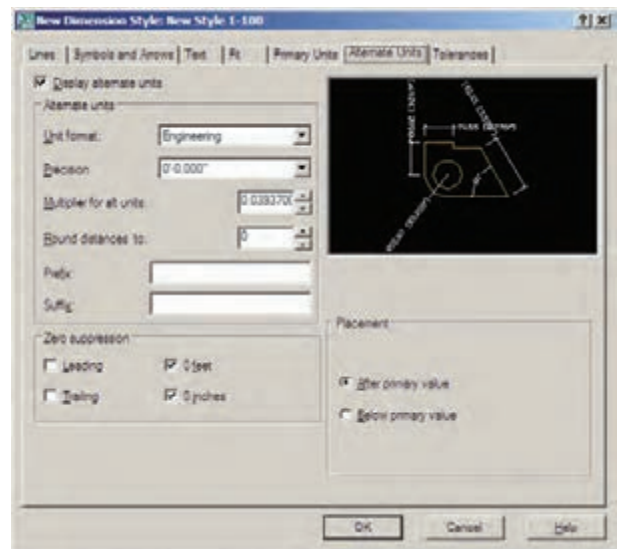 New Dimension Style: New Style 1-100
Lines Symbols and Arrows Text Fit Primary Units Alternate Units Tolerances
Display alternate units
Alternate units
Unit format: Engineering
Precision 0'-0.000"
Multiplier for alt units: 0.039370
Round distances to: 0
Prefix:
Suffix:
Zero suppression
Leading 0 feet
Trailing 0 inches
Placement
After primary value
Below primary value
OK Cancel Help